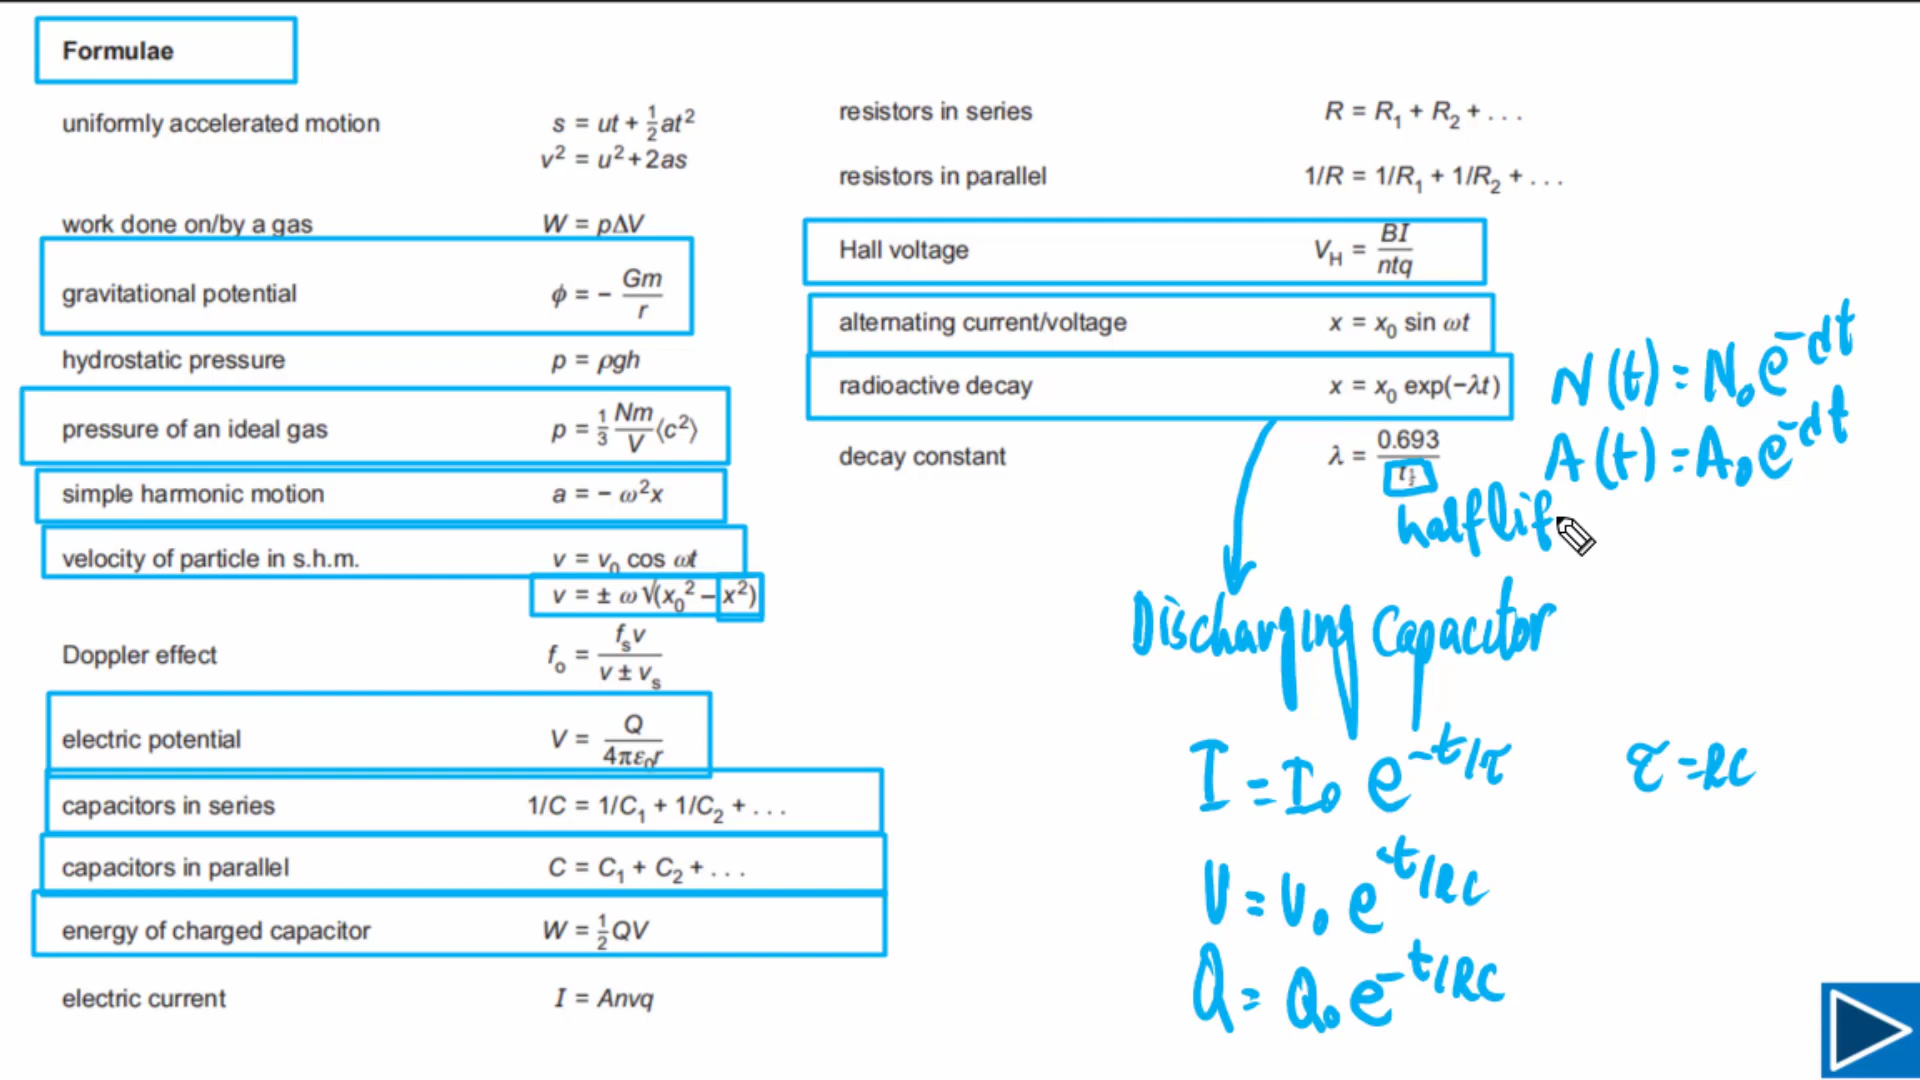 Formulae
uniformly accelerated motion s = ut + ½at²
v² = u² + 2as
work done on/by a gas W = pΔV
gravitational potential ϕ = − Gm/r
hydrostatic pressure p = ρgh
pressure of an ideal gas p = ⅓ Nm/V ⟨c²⟩
simple harmonic motion a = − ω²x
velocity of particle in s.h.m. v = v₀ cos ωt
v = ± ω √(x₀² − x²)
Doppler effect fₒ = fₛv / v ± vₛ
electric potential V = Q / 4πε₀r
capacitors in series 1/C = 1/C₁ + 1/C₂ + . . .
capacitors in parallel C = C₁ + C₂ + . . .
energy of charged capacitor W = ½QV
electric current I = Anvq
resistors in series R = R₁ + R₂ + . . .
resistors in parallel 1/R = 1/R₁ + 1/R₂ + . . .
Hall voltage V_H = BI / ntq
alternating current/voltage x = x₀ sin ωt
radioactive decay x = x₀ exp(−λt)
decay constant λ = 0.693 / t½
N(t) = N₀e^-dt
A(t) = A₀e^-dt
half lif
Discharging Capacitor
I = I₀ e^-t/τ τ = RC
V = V₀ e^-t/RC
Q = Q₀ e^-t/RC